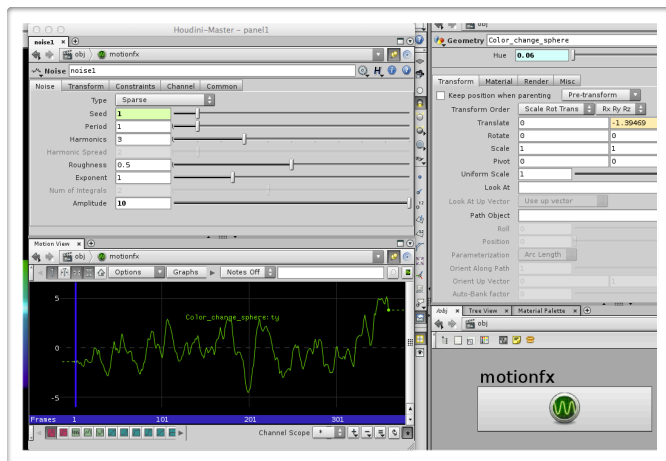 Houdini-Master - panel1
noise1
obj
motionfx
Noise noise1
Noise Transform Constraints Channel Common
Type Sparse
Seed 1
Period 1
Harmonics 3
Harmonic Spread 2
Roughness 0.5
Exponent 1
Num of Integrals 2
Amplitude 10
Motion View
obj motionfx
Options Graphs Notes Off
5
Color_change_sphere:ty
0
-5
Frames 1 101 201 301
Channel Scope *
obj
Geometry Color_change_sphere
Hue 0.06
Transform Material Render Misc
Keep position when parenting Pre-transform
Transform Order Scale Rot Trans Rx Ry Rz
Translate 0 -1.39469
Rotate 0 0
Scale 1 1
Pivot 0 0
Uniform Scale 1
Look At
Look At Up Vector Use up vector
Path Object
Roll 0
Position 0
Parameterization Arc Length
Orient Along Path 1
Orient Up Vector 0 1
Auto-Bank factor 0
/obj Tree View Material Palette
obj
motionfx